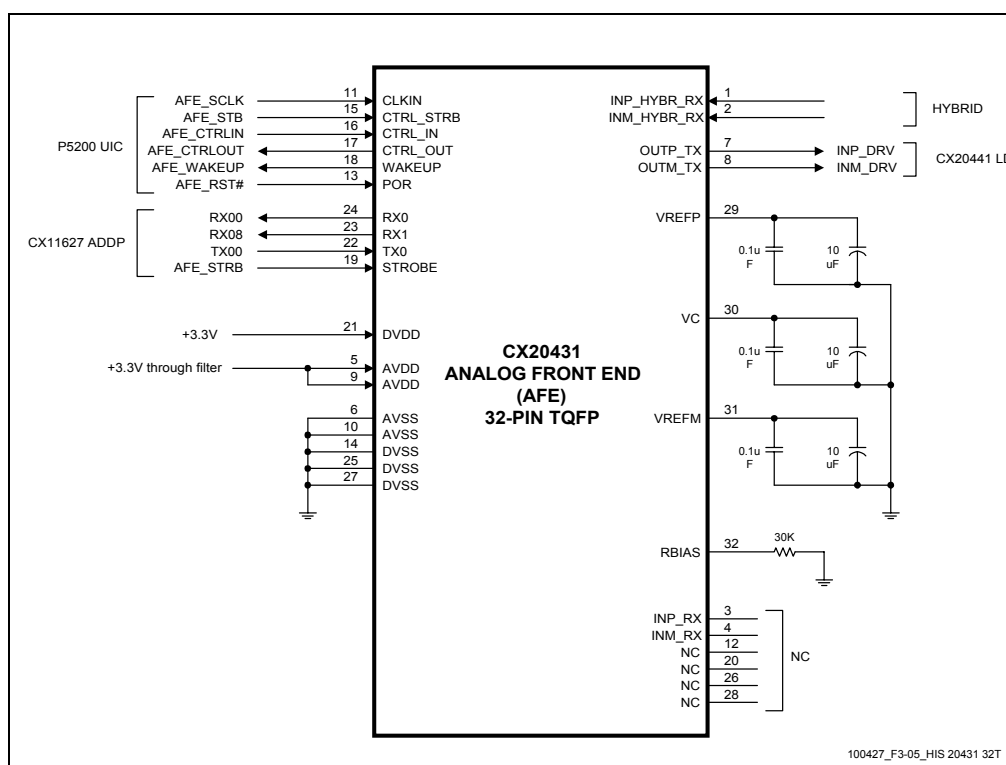 P5200 UIC
AFE_SCLK 11 CLKIN
AFE_STB 15 CTRL_STRB
AFE_CTRLIN 16 CTRL_IN
AFE_CTRLOUT 17 CTRL_OUT
AFE_WAKEUP 18 WAKEUP
AFE_RST# 13 POR
CX11627 ADDP
RX00 24 RX0
RX08 23 RX1
TX00 22 TX0
AFE_STRB 19 STROBE
+3.3V 21 DVDD
+3.3V through filter 5 AVDD
9 AVDD
6 AVSS
10 AVSS
14 DVSS
25 DVSS
27 DVSS
CX20431
ANALOG FRONT END
(AFE)
32-PIN TQFP
INP_HYBR_RX 1
INM_HYBR_RX 2
HYBRID
OUTP_TX 7 INP_DRV
OUTM_TX 8 INM_DRV
CX20441 LD
VREFP 29
0.1u
F
10
uF
VC 30
0.1u
F
10
uF
VREFM 31
0.1u
F
10
uF
RBIAS 32 30K
INP_RX 3
INM_RX 4
NC 12
NC 20
NC 26
NC 28
NC
100427_F3-05_HIS 20431 32T